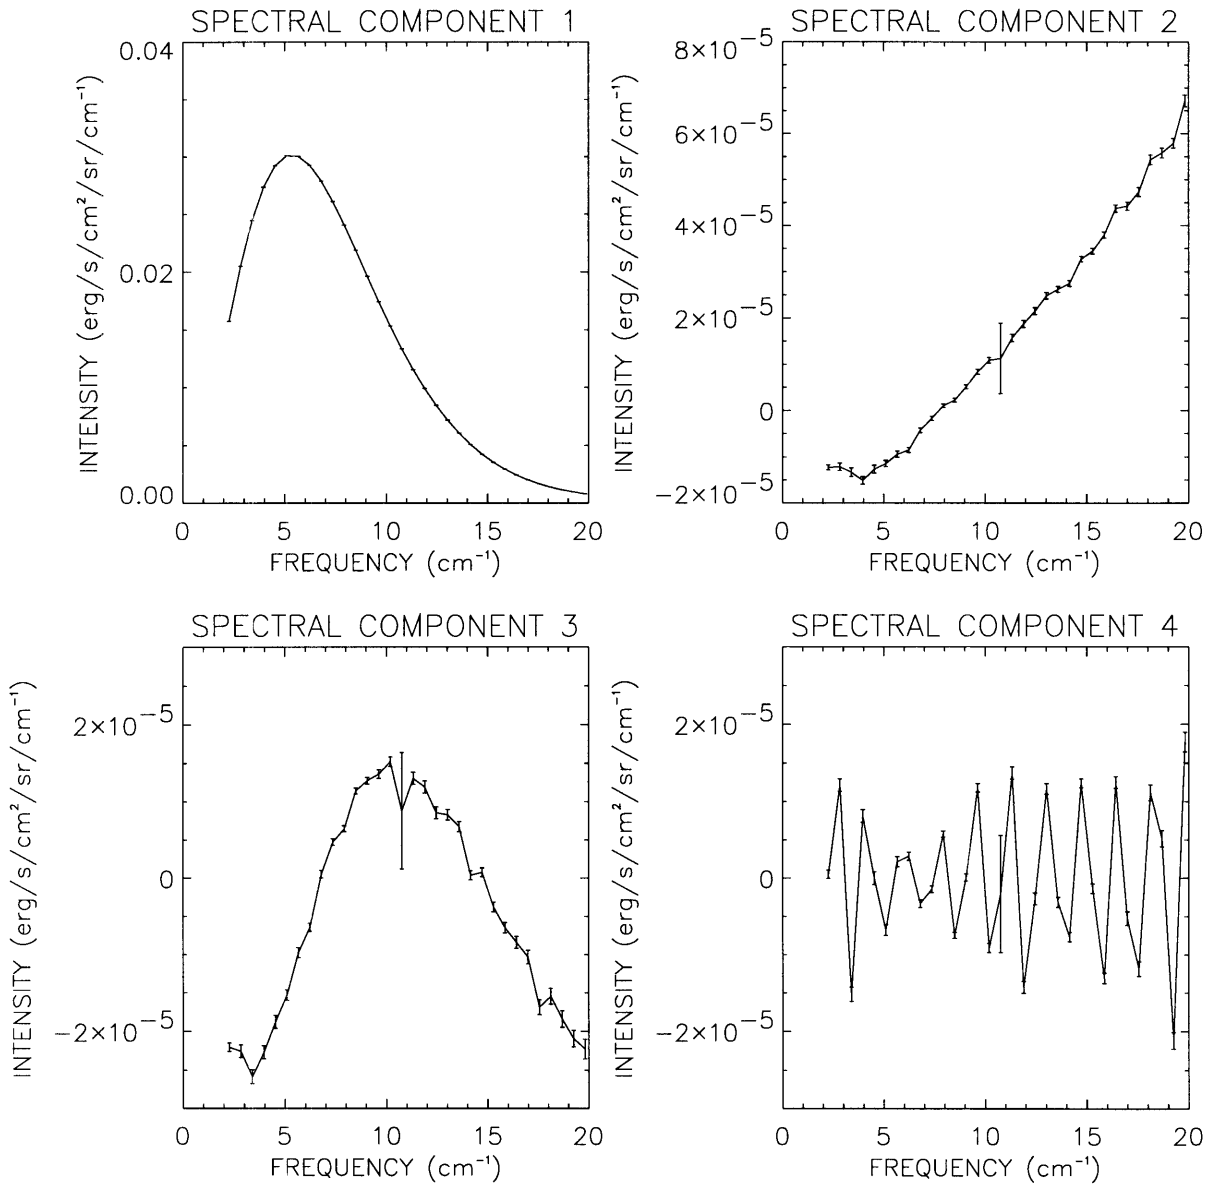 SPECTRAL COMPONENT 1
INTENSITY (erg/s/cm²/sr/cm⁻¹)
0.04
0.02
0.00
0 5 10 15 20
FREQUENCY (cm⁻¹)
SPECTRAL COMPONENT 2
INTENSITY (erg/s/cm²/sr/cm⁻¹)
8×10⁻⁵
6×10⁻⁵
4×10⁻⁵
2×10⁻⁵
0
−2×10⁻⁵
0 5 10 15 20
FREQUENCY (cm⁻¹)
SPECTRAL COMPONENT 3
INTENSITY (erg/s/cm²/sr/cm⁻¹)
2×10⁻⁵
0
−2×10⁻⁵
0 5 10 15 20
FREQUENCY (cm⁻¹)
SPECTRAL COMPONENT 4
INTENSITY (erg/s/cm²/sr/cm⁻¹)
2×10⁻⁵
0
−2×10⁻⁵
0 5 10 15 20
FREQUENCY (cm⁻¹)